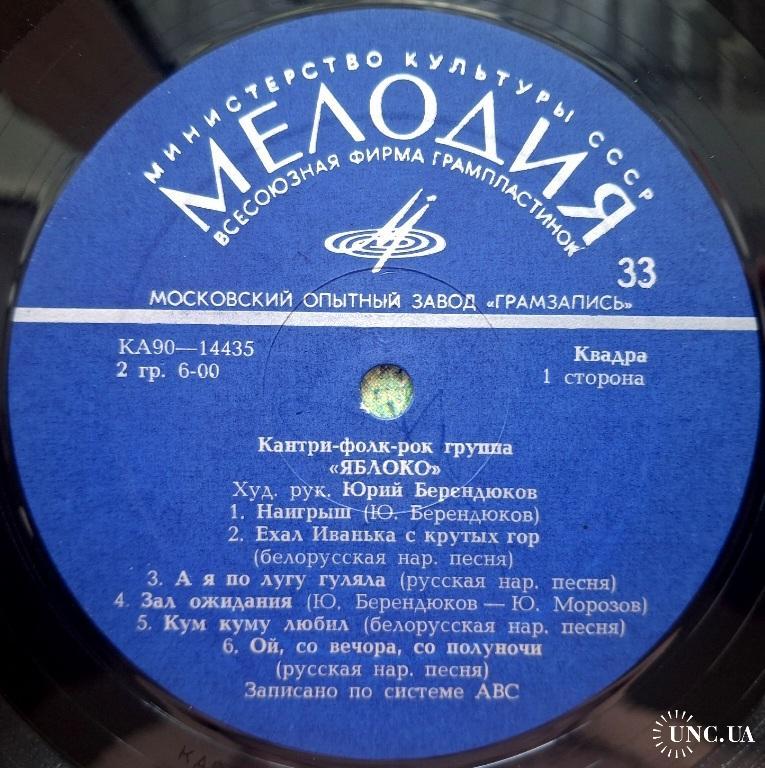 МИНИСТЕРСТВО КУЛЬТУРЫ СССР
МЕЛОДИЯ
ВСЕСОЮЗНАЯ ФИРМА ГРАМПЛАСТИНОК
33
МОСКОВСКИЙ ОПЫТНЫЙ ЗАВОД «ГРАМЗАПИСЬ»
КА90—14435
Квадра
2 гр. 6-00
1 сторона
Кантри-фолк-рок группа
«ЯБЛОКО»
Худ. рук. Юрий Берендюков
1. Наигрыш (Ю. Берендюков)
2. Ехал Иванька с крутых гор
(белорусская нар. песня)
3. А я по лугу гуляла (русская нар. песня)
4. Зал ожидания (Ю. Берендюков — Ю. Морозов)
5. Кум куму любил (белорусская нар. песня)
6. Ой, со вечора, со полуночи
(русская нар. песня)
Записано по системе АВС
UNC.UA